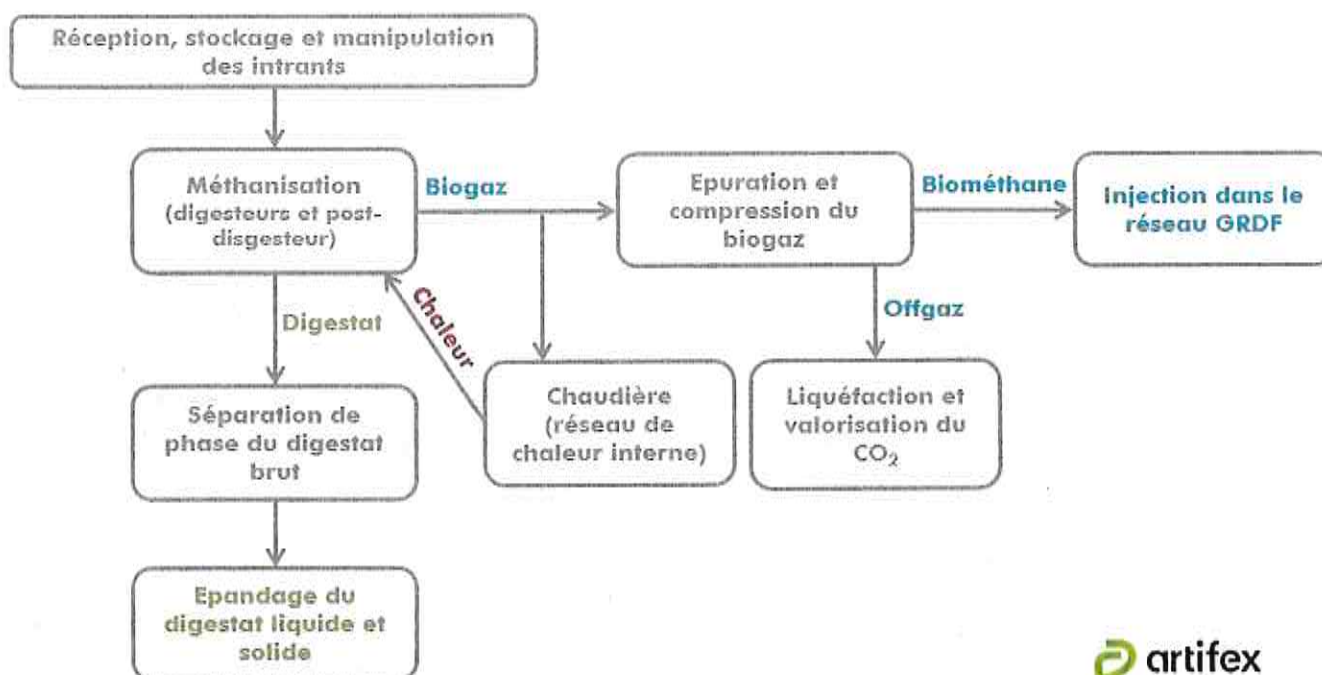 Réception, stockage et manipulation
des intrants
Méthanisation
(digesteurs et post-
disgesteur)
Biogaz
Epuration et
compression du
biogaz
Biométhane
Injection dans le
réseau GRDF
Digestat
Chaleur
Offgaz
Chaudière
(réseau de
chaleur interne)
Liquéfaction et
valorisation du
CO₂
Séparation de
phase du digestat
brut
Epandage du
digestat liquide et
solide
artifex